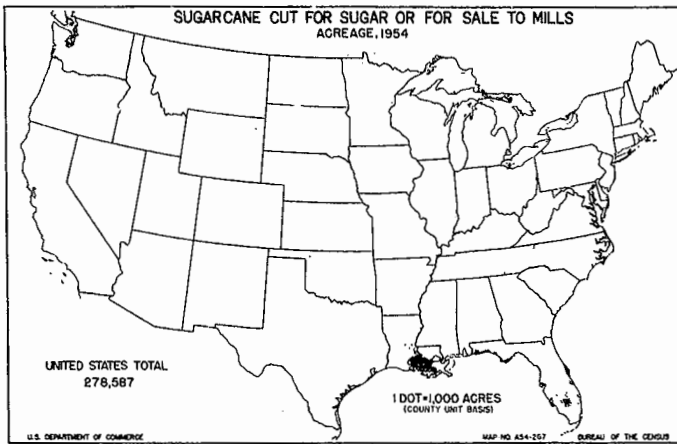 SUGARCANE CUT FOR SUGAR OR FOR SALE TO MILLS
ACREAGE, 1954
UNITED STATES TOTAL
278,587
1 DOT=1,000 ACRES
(COUNTY UNIT BASIS)
U.S. DEPARTMENT OF COMMERCE
MAP NO. A54-267
BUREAU OF THE CENSUS